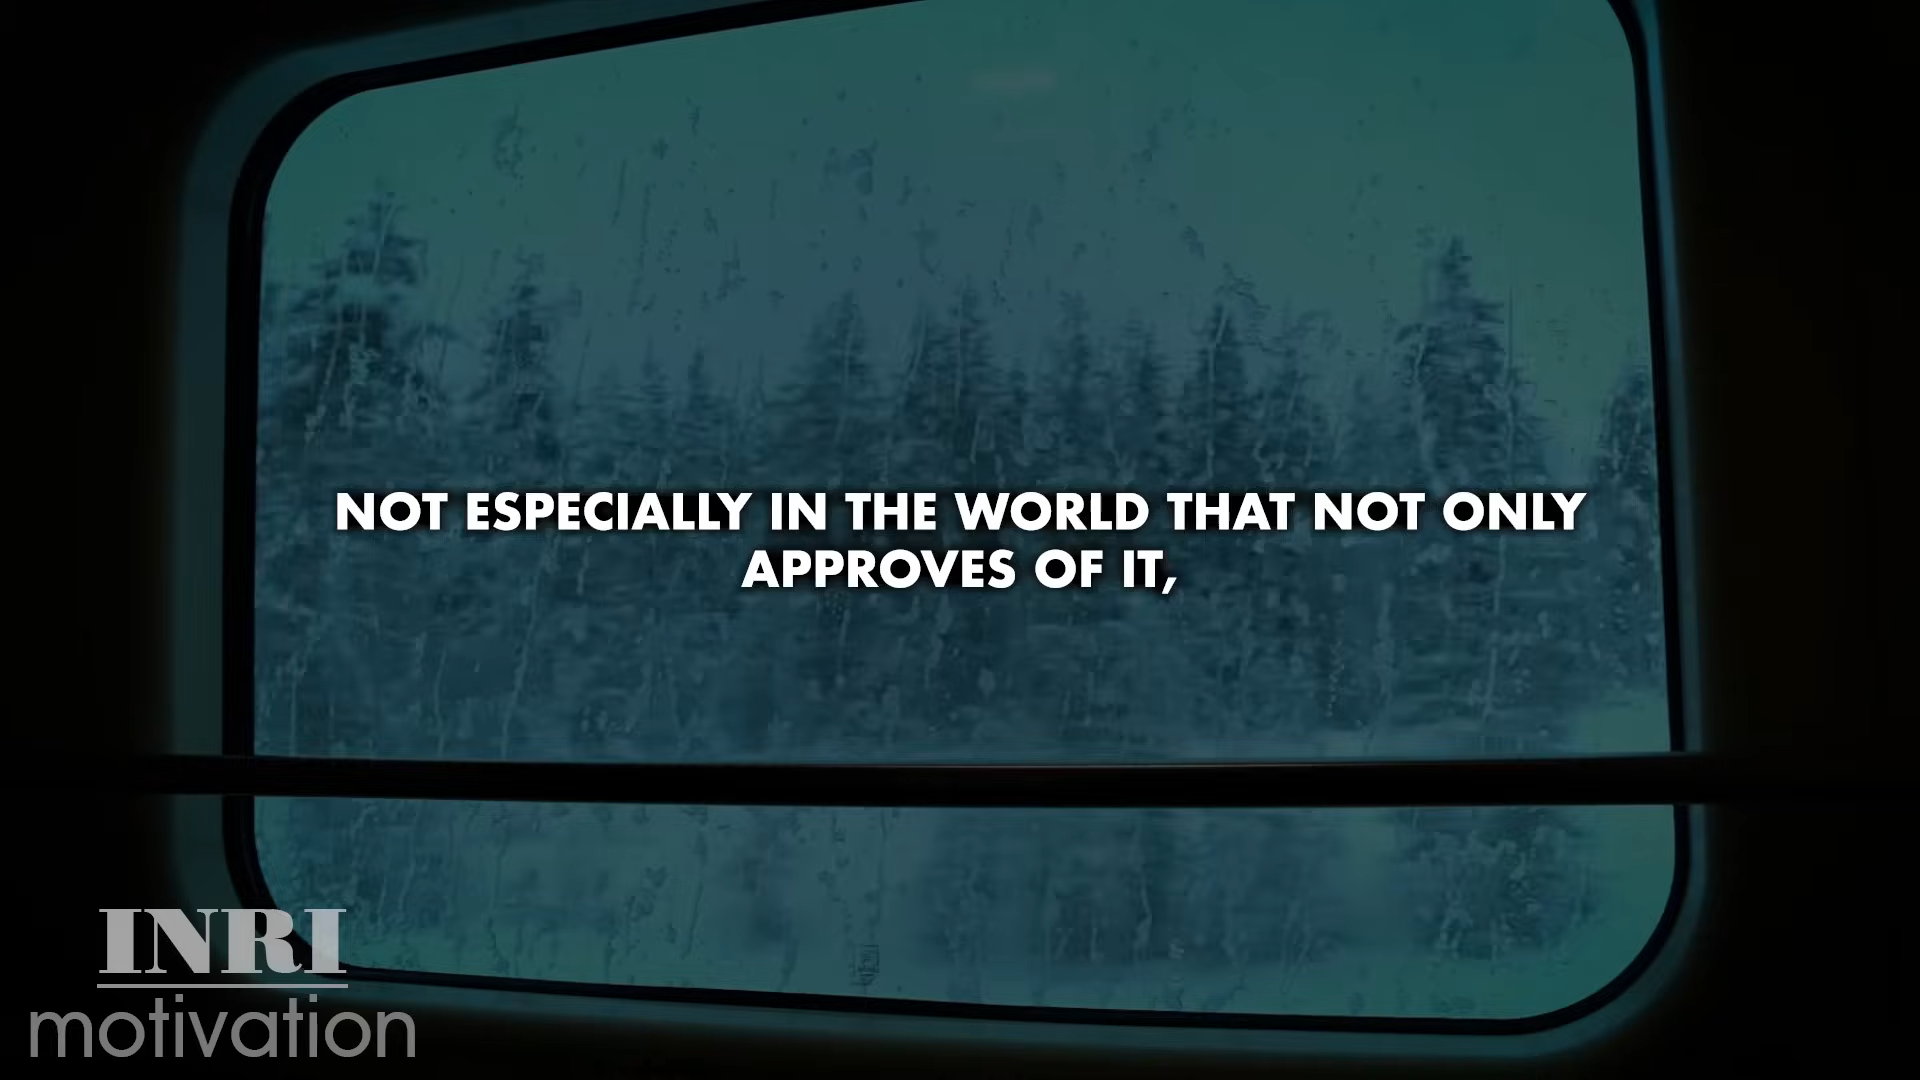 NOT ESPECIALLY IN THE WORLD THAT NOT ONLY
APPROVES OF IT,
INRI
motivation